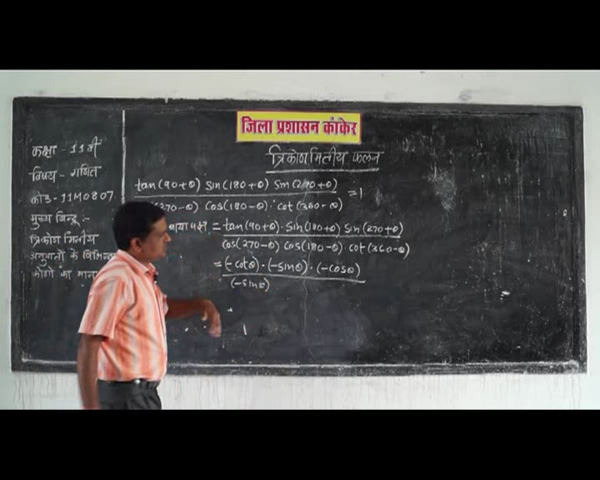 जिला प्रशासन कांकेर
त्रिकोणमितीय फलन
कक्षा - 11वीं
विषय - गणित
कोड - 11M0807
मुख्य बिन्दु :-
त्रिकोणमितीय
अनुपातों के विभिन्न
कोणों का मान
tan(90+θ) sin(180+θ) sin(270+θ) =1
(270-θ) cos(180-θ) · cot(360-θ)
बायां पक्ष = tan(90+θ) · sin(180+θ) sin(270+θ)
cos(270-θ) cos(180-θ) cot(360-θ)
= (-cotθ) · (-sinθ) · (-cosθ)
(-sinθ)